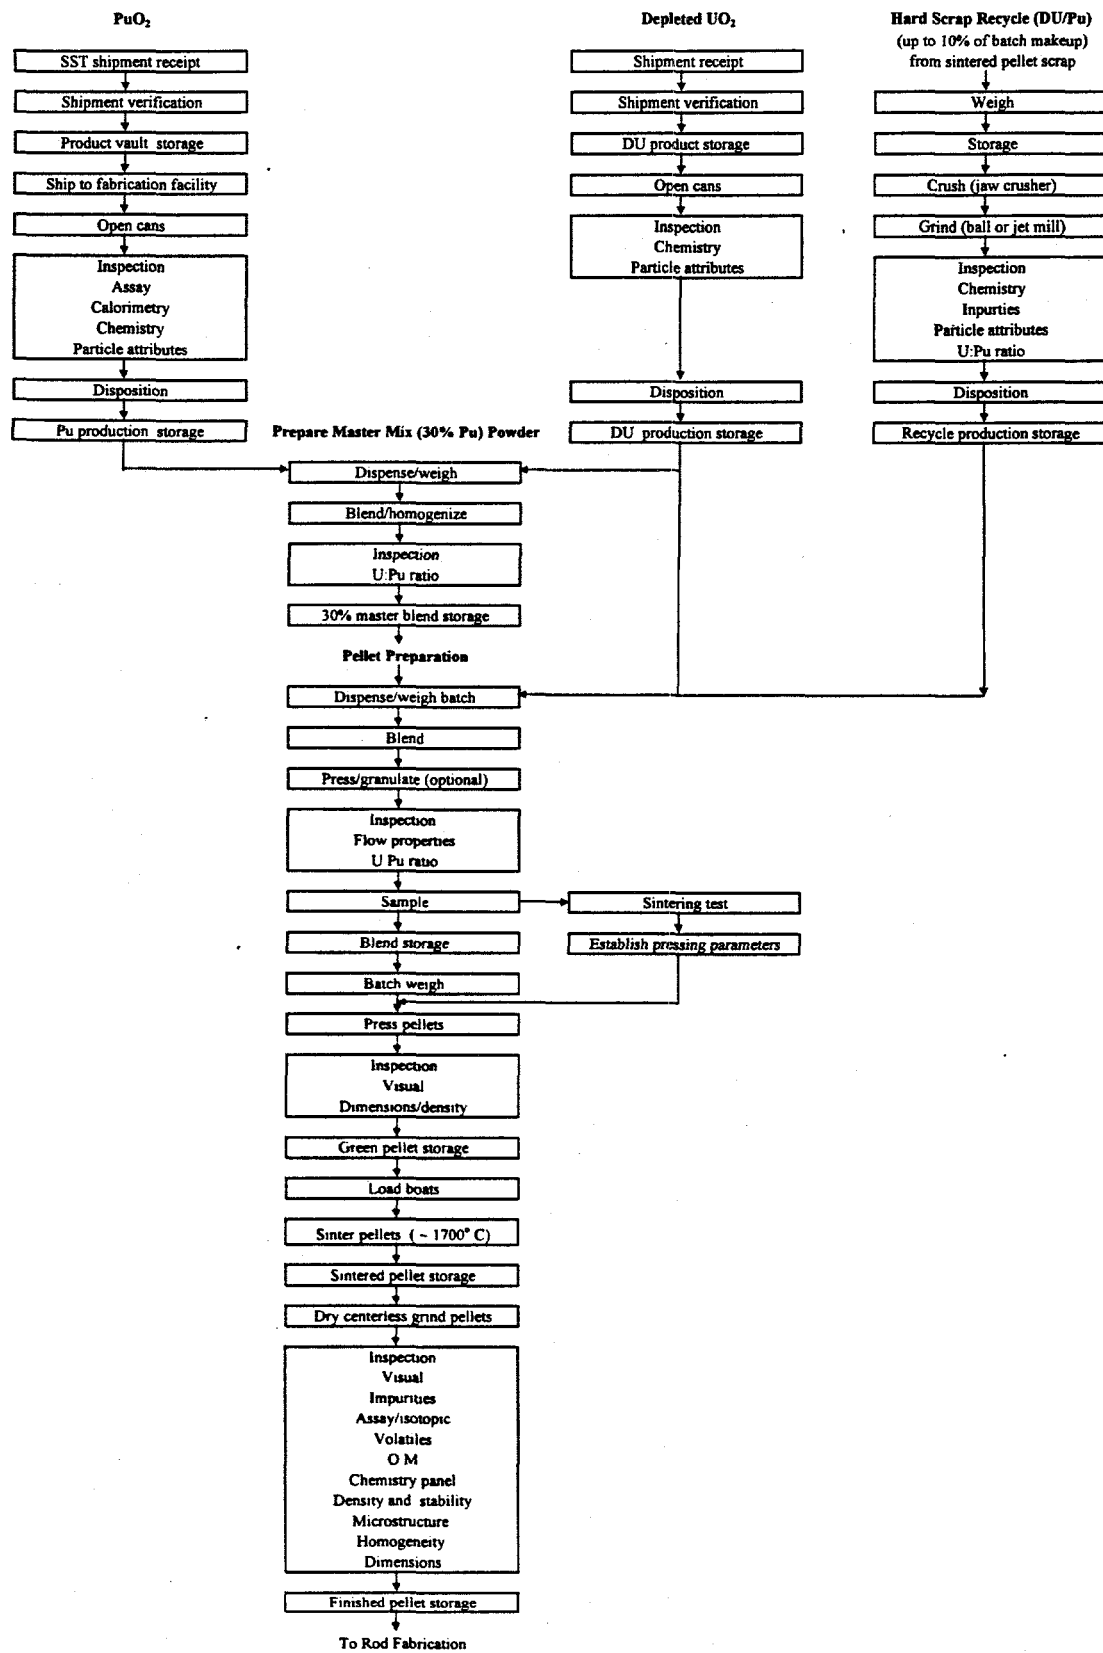 PuO₂
SST shipment receipt
Shipment verification
Product vault storage
Ship to fabrication facility
Open cans
Inspection
Assay
Calorimetry
Chemistry
Particle attributes
Disposition
Pu production storage
Depleted UO₂
Shipment receipt
Shipment verification
DU product storage
Open cans
Inspection
Chemistry
Particle attributes
Disposition
DU production storage
Hard Scrap Recycle (DU/Pu)
(up to 10% of batch makeup)
from sintered pellet scrap
Weigh
Storage
Crush (jaw crusher)
Grind (ball or jet mill)
Inspection
Chemistry
Inpurties
Particle attributes
U:Pu ratio
Disposition
Recycle production storage
Prepare Master Mix (30% Pu) Powder
Dispense/weigh
Blend/homogenize
Inspection
U:Pu ratio
30% master blend storage
Pellet Preparation
Dispense/weigh batch
Blend
Press/granulate (optional)
Inspection
Flow properties
U Pu ratio
Sample
Sintering test
Establish pressing parameters
Blend storage
Batch weigh
Press pellets
Inspection
Visual
Dimensions/density
Green pellet storage
Load boats
Sinter pellets ( ~ 1700° C)
Sintered pellet storage
Dry centerless grind pellets
Inspection
Visual
Impurities
Assay/isotopic
Volatiles
O M
Chemistry panel
Density and stability
Microstructure
Homogeneity
Dimensions
Finished pellet storage
To Rod Fabrication